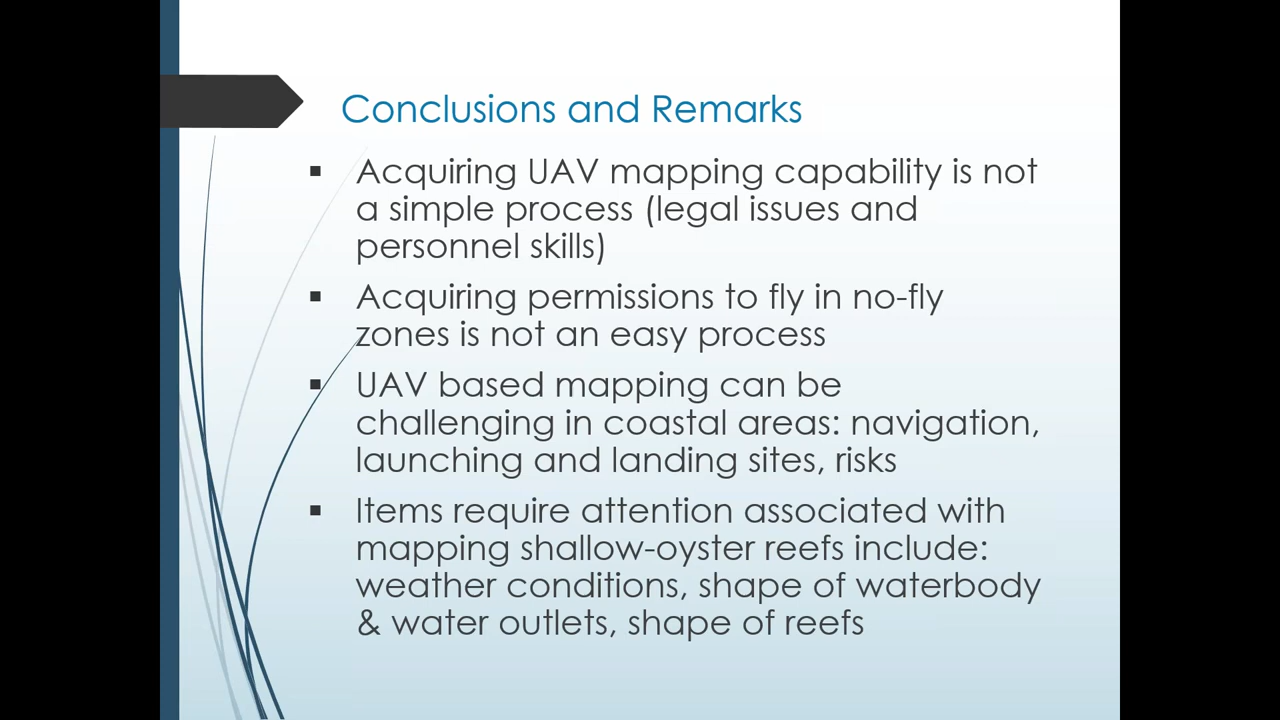 Conclusions and Remarks
▪ Acquiring UAV mapping capability is not
a simple process (legal issues and
personnel skills)
▪ Acquiring permissions to fly in no-fly
zones is not an easy process
▪ UAV based mapping can be
challenging in coastal areas: navigation,
launching and landing sites, risks
▪ Items require attention associated with
mapping shallow-oyster reefs include:
weather conditions, shape of waterbody
& water outlets, shape of reefs